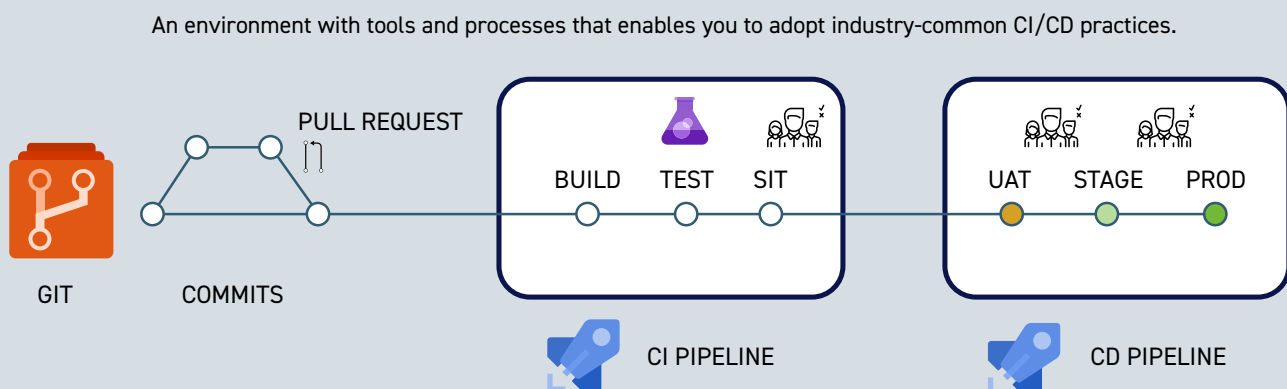 An environment with tools and processes that enables you to adopt industry-common CI/CD practices.
PULL REQUEST
BUILD TEST SIT
UAT STAGE PROD
GIT COMMITS
CI PIPELINE
CD PIPELINE